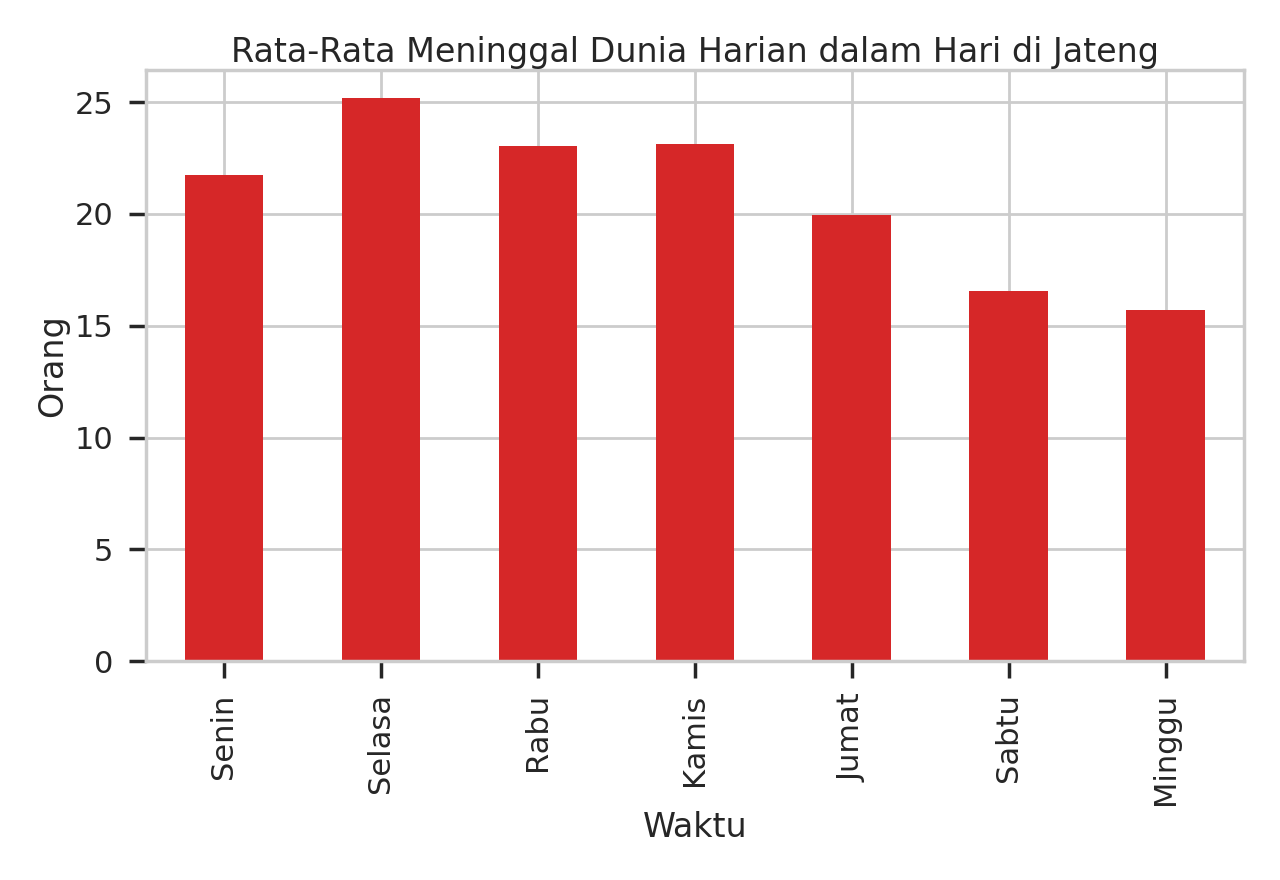 Rata-Rata Meninggal Dunia Harian dalam Hari di Jateng
25
20
15
10
5
0
Orang
Senin
Selasa
Rabu
Kamis
Jumat
Sabtu
Minggu
Waktu